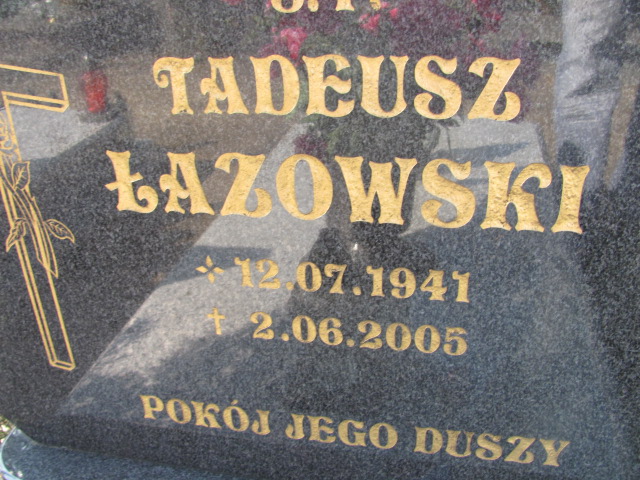 Ś.P.
TADEUSZ
ŁAZOWSKI
12.07.1941
† 2.06.2005
POKÓJ JEGO DUSZY